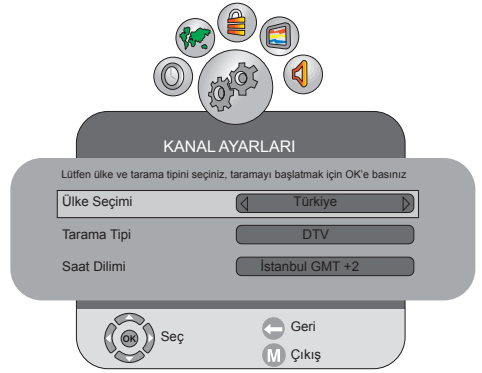 KANAL AYARLARI
Lütfen ülke ve tarama tipini seçiniz, taramayı başlatmak için OK'e basınız
Ülke Seçimi Türkiye
Tarama Tipi DTV
Saat Dilimi İstanbul GMT +2
OK Seç
Geri
M Çıkış